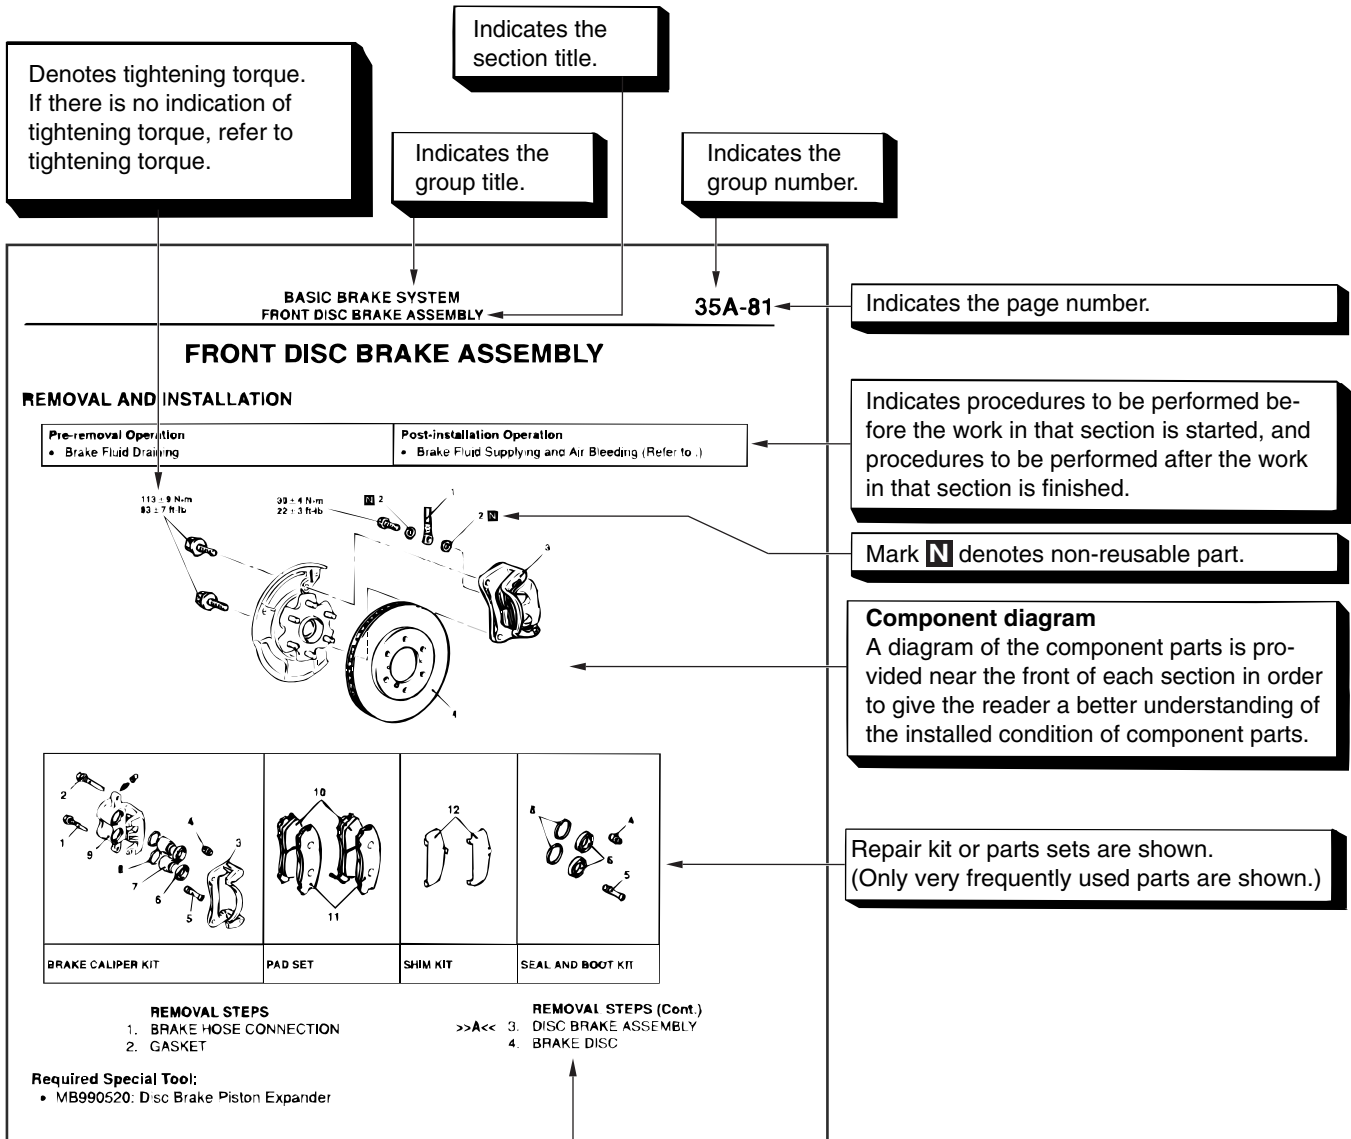 Indicates the
section title.
Denotes tightening torque.
If there is no indication of
tightening torque, refer to
tightening torque.
Indicates the
group title.
Indicates the
group number.
BASIC BRAKE SYSTEM
FRONT DISC BRAKE ASSEMBLY
35A-81
Indicates the page number.
FRONT DISC BRAKE ASSEMBLY
REMOVAL AND INSTALLATION
Indicates procedures to be performed be-
fore the work in that section is started, and
procedures to be performed after the work
in that section is finished.
Pre-removal Operation
• Brake Fluid Draining
Post-installation Operation
• Brake Fluid Supplying and Air Bleeding (Refer to .)
113 ± 9 N·m
83 ± 7 ft-lb
30 ± 4 N·m
22 ± 3 ft-lb
N 2
1
2 N
3
4
Mark N denotes non-reusable part.
Component diagram
A diagram of the component parts is pro-
vided near the front of each section in order
to give the reader a better understanding of
the installed condition of component parts.
2
1
9
8
7
6
5
4
3
10
11
12
8
4
6
5
BRAKE CALIPER KIT
PAD SET
SHIM KIT
SEAL AND BOOT KIT
Repair kit or parts sets are shown.
(Only very frequently used parts are shown.)
REMOVAL STEPS
1. BRAKE HOSE CONNECTION
2. GASKET
REMOVAL STEPS (Cont.)
>>A<< 3. DISC BRAKE ASSEMBLY
4. BRAKE DISC
Required Special Tool:
• MB990520: Disc Brake Piston Expander